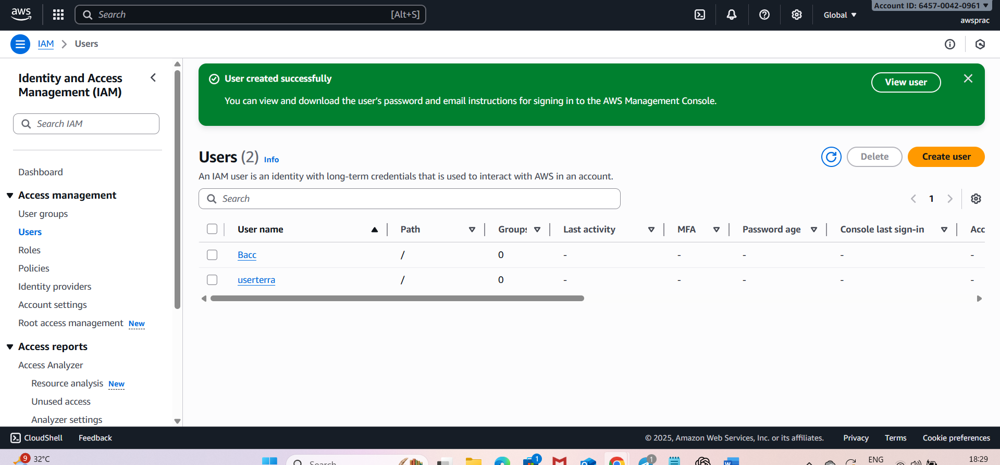 aws
Search
[Alt+S]
Global
Account ID: 6457-0042-0961
awsprac
IAM
Users
Identity and Access Management (IAM)
Search IAM
Dashboard
Access management
User groups
Users
Roles
Policies
Identity providers
Account settings
Root access management New
Access reports
Access Analyzer
Resource analysis New
Unused access
Analyzer settings
User created successfully
You can view and download the user's password and email instructions for signing in to the AWS Management Console.
View user
Users (2) Info
An IAM user is an identity with long-term credentials that is used to interact with AWS in an account.
Delete
Create user
Search
1
User name Path Groups Last activity MFA Password age Console last sign-in Acc
Bacc / 0 - - - - -
userterra / 0 - - - - -
CloudShell Feedback © 2025, Amazon Web Services, Inc. or its affiliates. Privacy Terms Cookie preferences
9 32°C
Search
1
1
W
ENG
18:29